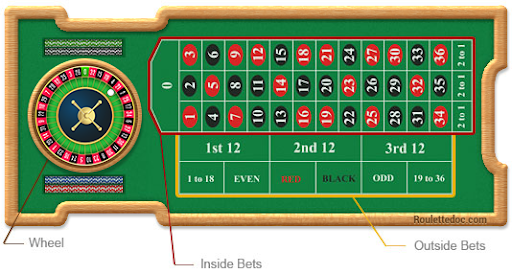 3 6 9 12 15 18 21 24 27 30 33 36 2 to 1
0 2 5 8 11 14 17 20 23 26 29 32 35 2 to 1
1 4 7 10 13 16 19 22 25 28 31 34 2 to 1
1st 12 2nd 12 3rd 12
1 to 18 EVEN RED BLACK ODD 19 to 36
Roulettedoc.com
Wheel
Inside Bets
Outside Bets